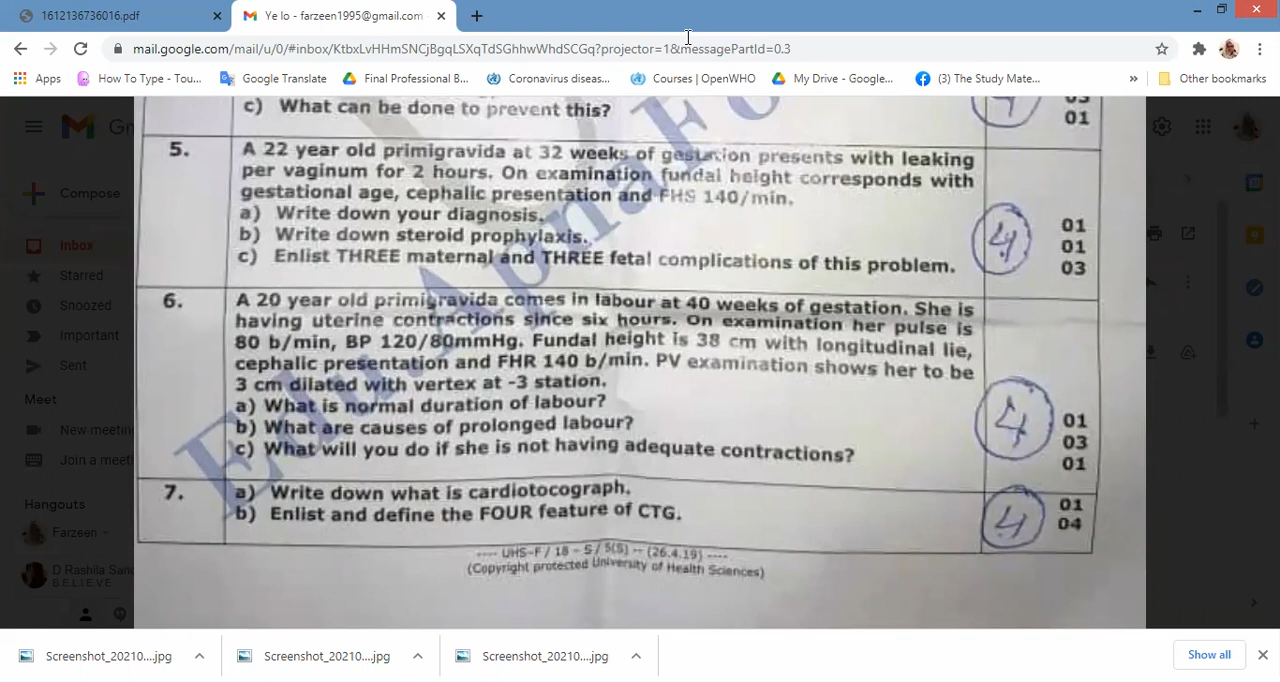 1612136736016.pdf
Ye lo - farzeen1995@gmail.com
mail.google.com/mail/u/0/#inbox/KtbxLvHHmSNCjBgqLSXqTdSGhhwWhdSCGq?projector=1&messagePartId=0.3
Apps
How To Type - Tou...
Google Translate
Final Professional B...
Coronavirus diseas...
Courses | OpenWHO
My Drive - Google...
(3) The Study Mate...
»
Other bookmarks
Compose
Inbox
Starred
Snoozed
Important
Sent
Meet
New meetin
Join a meeti
Hangouts
Farzeen
D Rashila Sand
B.E.L.I.E.V.E
c) What can be done to prevent this?
03
01
5. A 22 year old primigravida at 32 weeks of gestation presents with leaking
per vaginum for 2 hours. On examination fundal height corresponds with
gestational age, cephalic presentation and FHS 140/min.
a) Write down your diagnosis. 01
b) Write down steroid prophylaxis. 01
c) Enlist THREE maternal and THREE fetal complications of this problem. 03
4
6. A 20 year old primigravida comes in labour at 40 weeks of gestation. She is
having uterine contractions since six hours. On examination her pulse is
80 b/min, BP 120/80mmHg. Fundal height is 38 cm with longitudinal lie,
cephalic presentation and FHR 140 b/min. PV examination shows her to be
3 cm dilated with vertex at -3 station.
a) What is normal duration of labour? 01
b) What are causes of prolonged labour? 03
c) What will you do if she is not having adequate contractions? 01
4
7. a) Write down what is cardiotocograph. 01
b) Enlist and define the FOUR feature of CTG. 04
4
---- UHS-F / 18 - S / 5(S) -- (26.4.19) ----
(Copyright protected University of Health Sciences)
Screenshot_20210....jpg
Screenshot_20210....jpg
Screenshot_20210....jpg
Show all